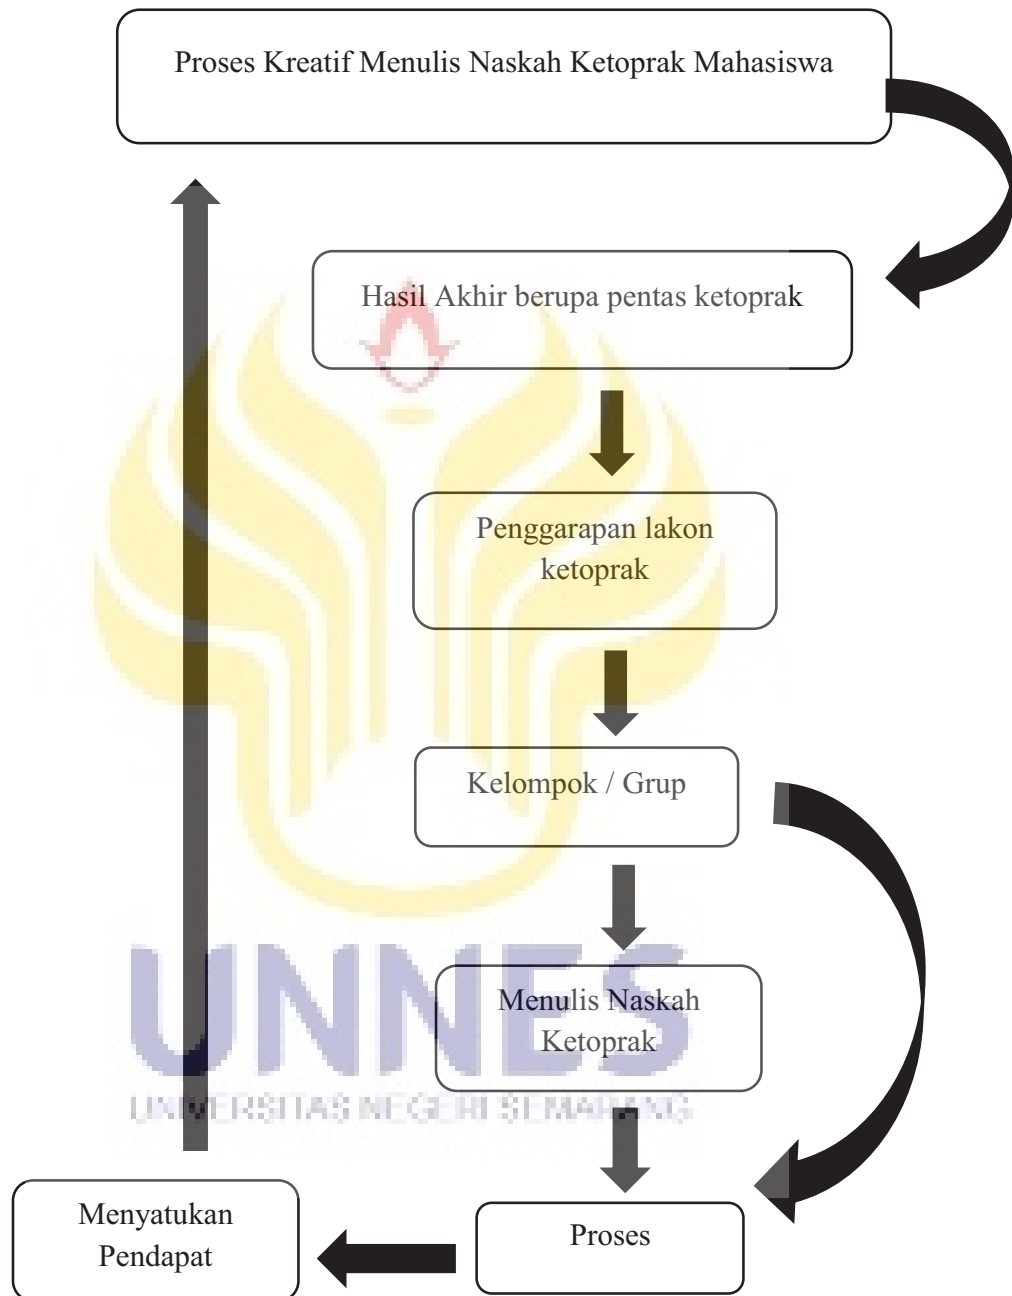 Proses Kreatif Menulis Naskah Ketoprak Mahasiswa
Hasil Akhir berupa pentas ketoprak
Penggarapan lakon
ketoprak
Kelompok / Grup
Menulis Naskah
Ketoprak
UNNES
UNIVERSITAS NEGERI SEMARANG
Proses
Menyatukan
Pendapat